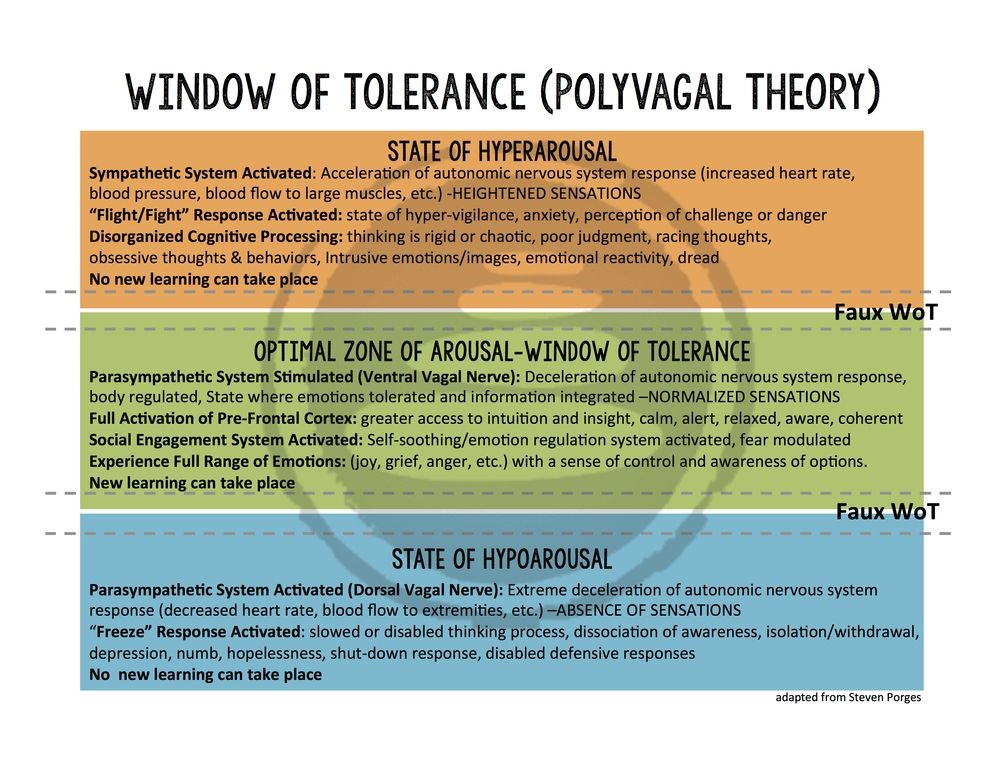 WINDOW OF TOLERANCE (POLYVAGAL THEORY)
STATE OF HYPERAROUSAL
Sympathetic System Activated: Acceleration of autonomic nervous system response (increased heart rate,
blood pressure, blood flow to large muscles, etc.) -HEIGHTENED SENSATIONS
“Flight/Fight” Response Activated: state of hyper-vigilance, anxiety, perception of challenge or danger
Disorganized Cognitive Processing: thinking is rigid or chaotic, poor judgment, racing thoughts,
obsessive thoughts & behaviors, Intrusive emotions/images, emotional reactivity, dread
No new learning can take place
Faux WoT
OPTIMAL ZONE OF AROUSAL-WINDOW OF TOLERANCE
Parasympathetic System Stimulated (Ventral Vagal Nerve): Deceleration of autonomic nervous system response,
body regulated, State where emotions tolerated and information integrated –NORMALIZED SENSATIONS
Full Activation of Pre-Frontal Cortex: greater access to intuition and insight, calm, alert, relaxed, aware, coherent
Social Engagement System Activated: Self-soothing/emotion regulation system activated, fear modulated
Experience Full Range of Emotions: (joy, grief, anger, etc.) with a sense of control and awareness of options.
New learning can take place
Faux WoT
STATE OF HYPOAROUSAL
Parasympathetic System Activated (Dorsal Vagal Nerve): Extreme deceleration of autonomic nervous system
response (decreased heart rate, blood flow to extremities, etc.) –ABSENCE OF SENSATIONS
“Freeze” Response Activated: slowed or disabled thinking process, dissociation of awareness, isolation/withdrawal,
depression, numb, hopelessness, shut-down response, disabled defensive responses
No  new learning can take place
adapted from Steven Porges